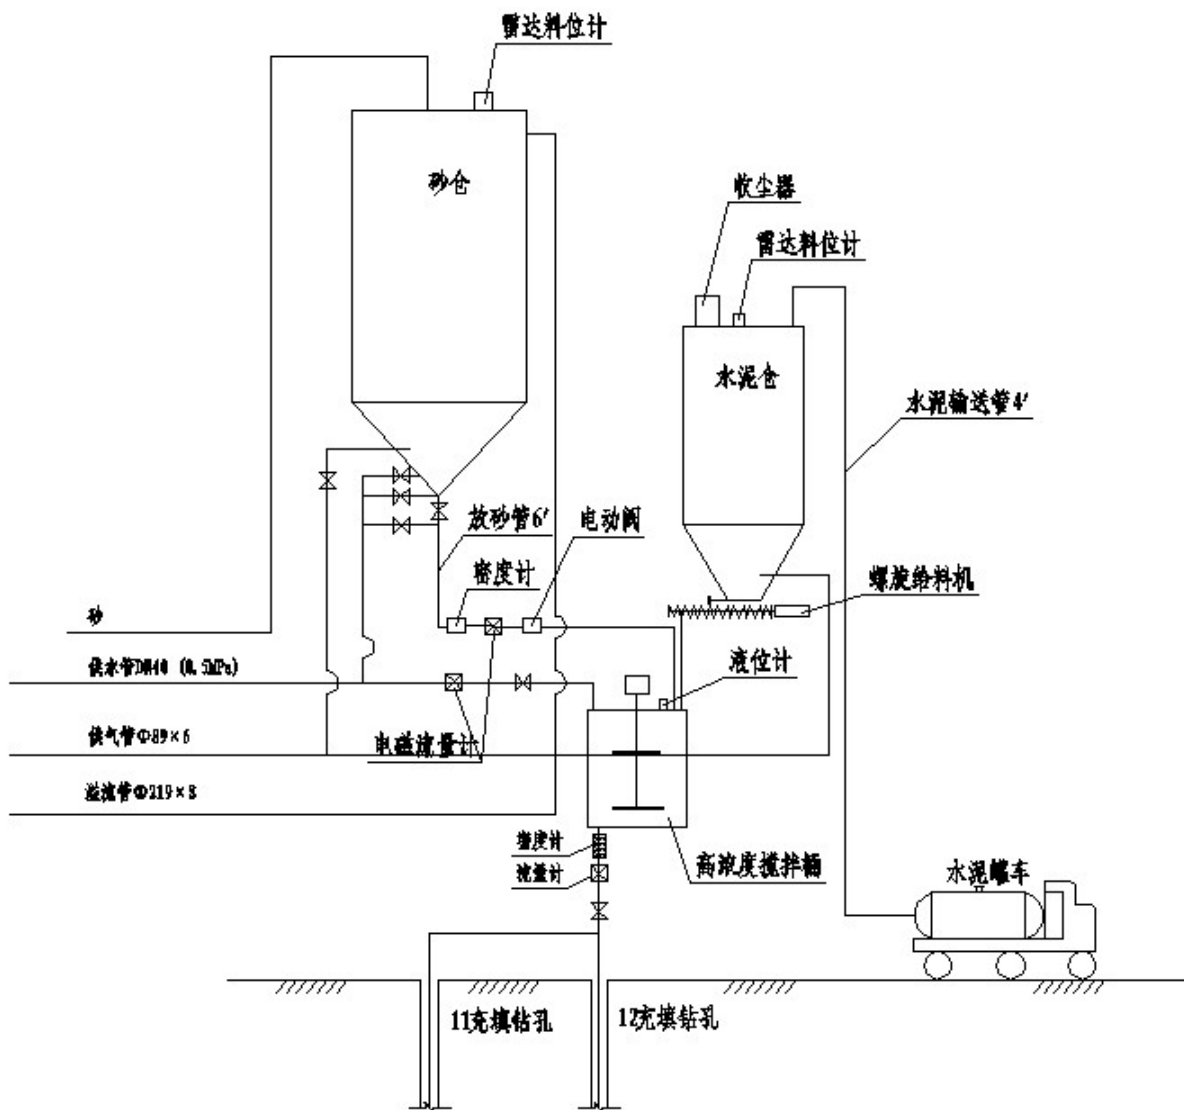 雷达料位计
砂仓
收尘器
雷达料位计
水泥仓
水泥输送管4′
放砂管6′
电动阀
密度计
螺旋给料机
砂
供水管DN40 (0.5MPa)
液位计
供气管Φ89×6
电磁流量计
溢流管Φ219×8
密度计
流量计
高浓度搅拌桶
水泥罐车
11充填钻孔
12充填钻孔